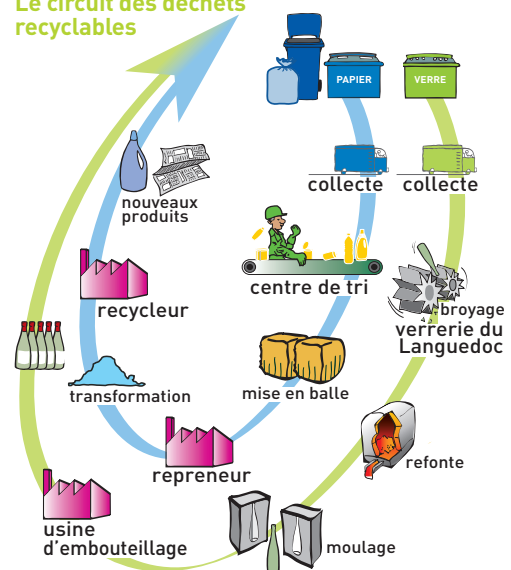 Le circuit des déchets
recyclables
PAPIER
VERRE
collecte
collecte
nouveaux
produits
centre de tri
recycleur
broyage
verrerie du
Languedoc
transformation
mise en balle
repreneur
refonte
usine
d'embouteillage
moulage